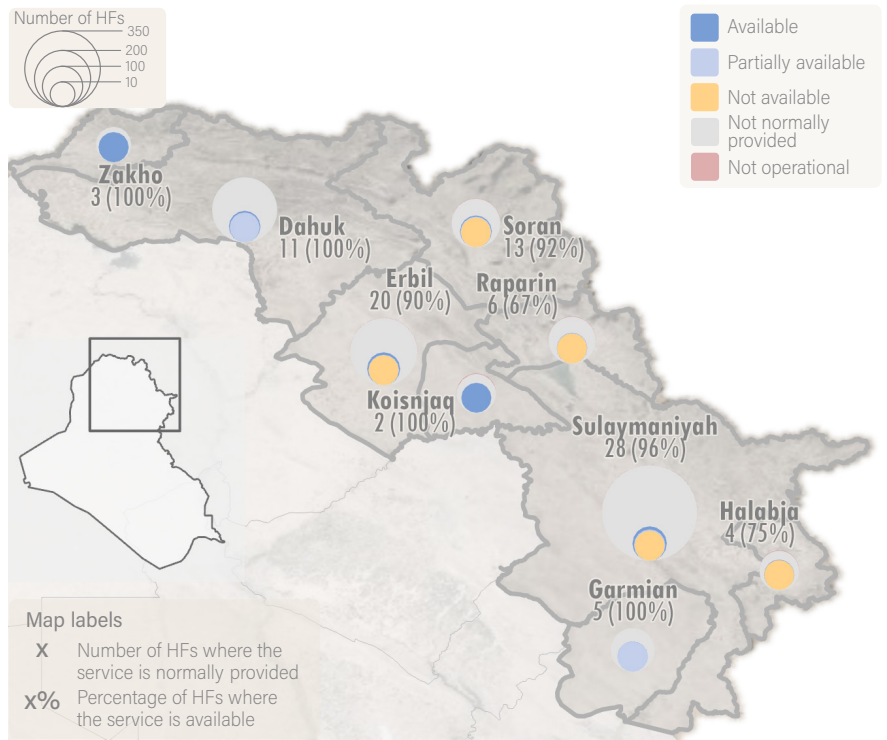 Number of HFs
350
200
100
10
Available
Partially available
Not available
Not normally
provided
Not operational
Zakho
3 (100%)
Dahuk
11 (100%)
Soran
13 (92%)
Erbil
20 (90%)
Raparin
6 (67%)
Koisnjaq
2 (100%)
Sulaymaniyah
28 (96%)
Halabja
4 (75%)
Garmian
5 (100%)
Map labels
x Number of HFs where the
service is normally provided
x% Percentage of HFs where
the service is available